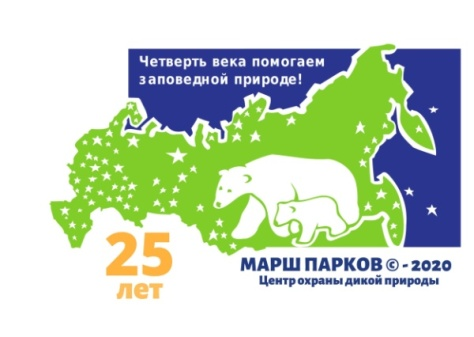 Четверть века помогаем
заповедной природе!
25
лет
МАРШ ПАРКОВ © - 2020
Центр охраны дикой природы